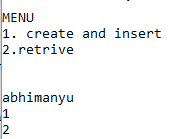 MENU
1. create and insert
2.retrive
abhimanyu
1
2